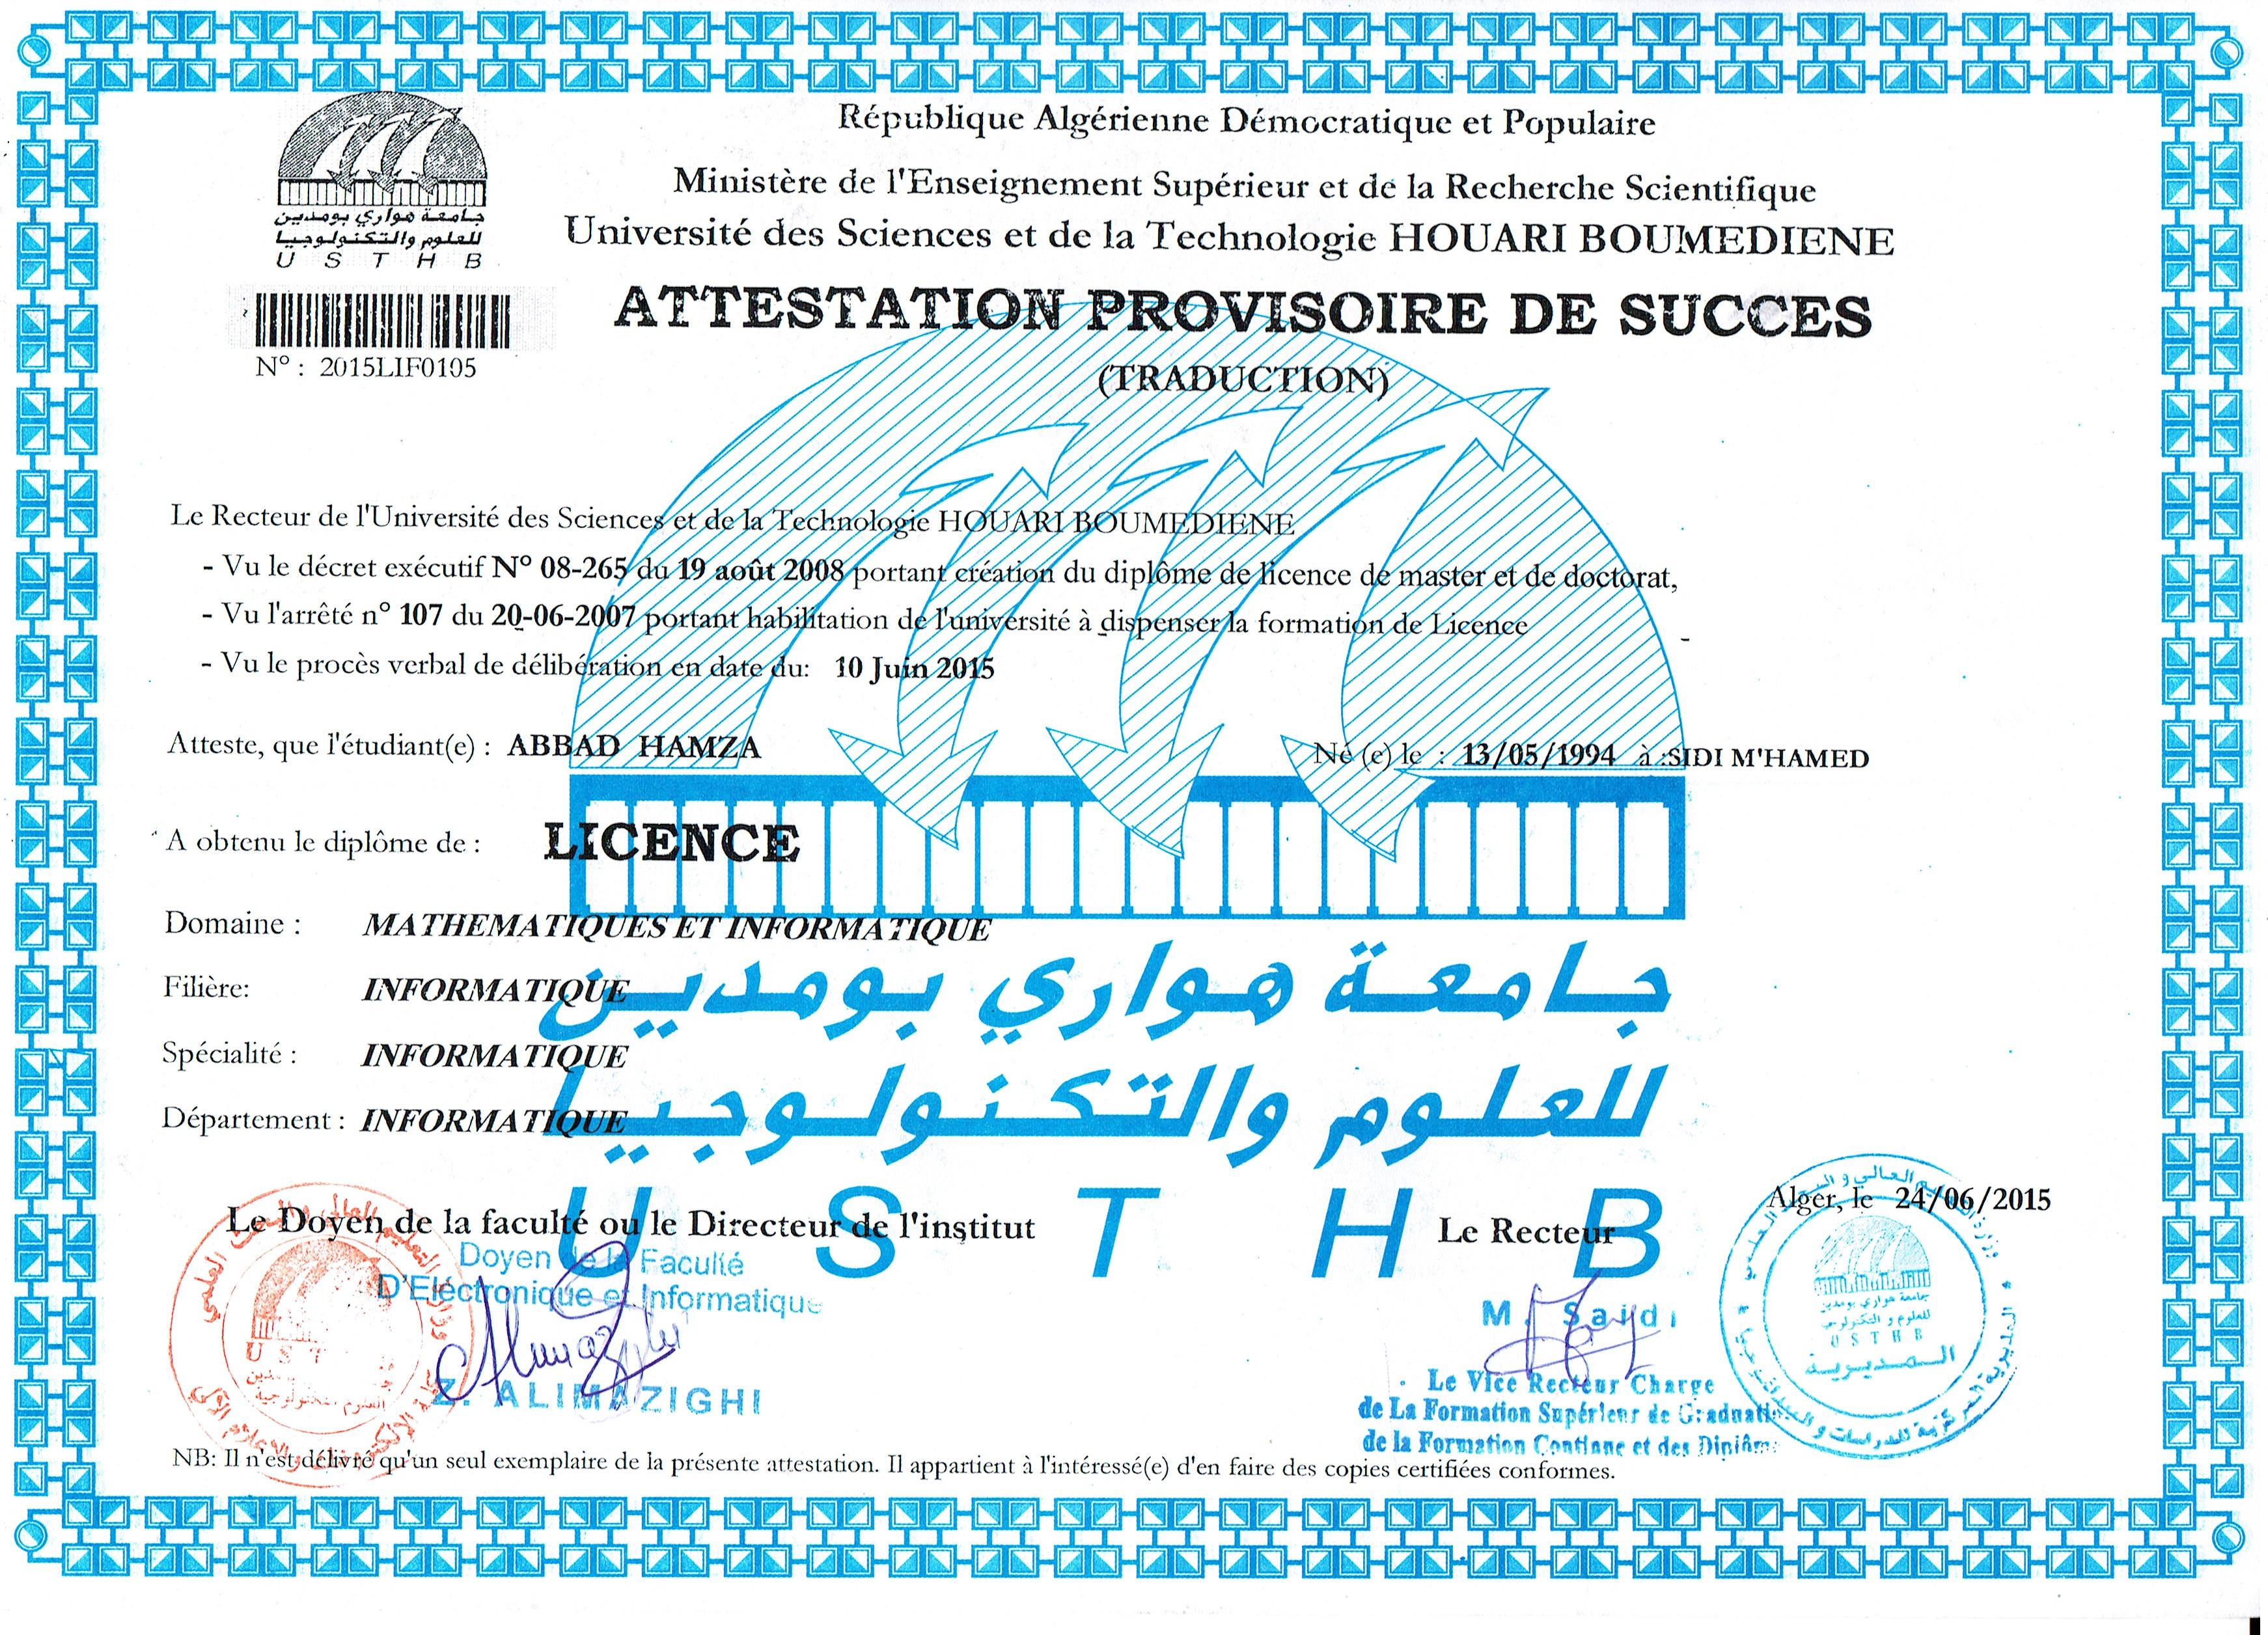 République Algérienne Démocratique et Populaire
Ministère de l'Enseignement Supérieur et de la Recherche Scientifique
Université des Sciences et de la Technologie HOUARI BOUMEDIENE
جامعة هواري بومدين
للعلوم والتكنولوجيا
U S T H B
N° : 2015LIF0105
ATTESTATION PROVISOIRE DE SUCCES
(TRADUCTION)
Le Recteur de l'Université des Sciences et de la Technologie HOUARI BOUMEDIENE
- Vu le décret exécutif N° 08-265 du 19 août 2008 portant création du diplôme de licence de master et de doctorat,
- Vu l'arrêté n° 107 du 20-06-2007 portant habilitation de l'université à dispenser la formation de Licence
- Vu le procès verbal de délibération en date du: 10 Juin 2015
Atteste, que l'étudiant(e) : ABBAD HAMZA Né (e) le : 13/05/1994 à :SIDI M'HAMED
A obtenu le diplôme de : LICENCE
Domaine : MATHEMATIQUES ET INFORMATIQUE
Filière: INFORMATIQUE
Spécialité : INFORMATIQUE
Département : INFORMATIQUE
جامعة هواري بومدين
للعلوم والتكنولوجيا
U S T H B
Alger, le 24/06/2015
Le Doyen de la faculté ou le Directeur de l'institut
Le Recteur
Doyen de la Faculté
D'Electronique et Informatique
Z. ALIMAZIGHI
M. Saidi
Le Vice Recteur Charge
de La Formation Supérieur de Graduati
de la Formation Continue et des Diplôm
جامعة هواري بومدين
للعلوم و التكنولوجيا
U S T H B
المديرية
NB: Il n'est délivré qu'un seul exemplaire de la présente attestation. Il appartient à l'intéressé(e) d'en faire des copies certifiées conformes.